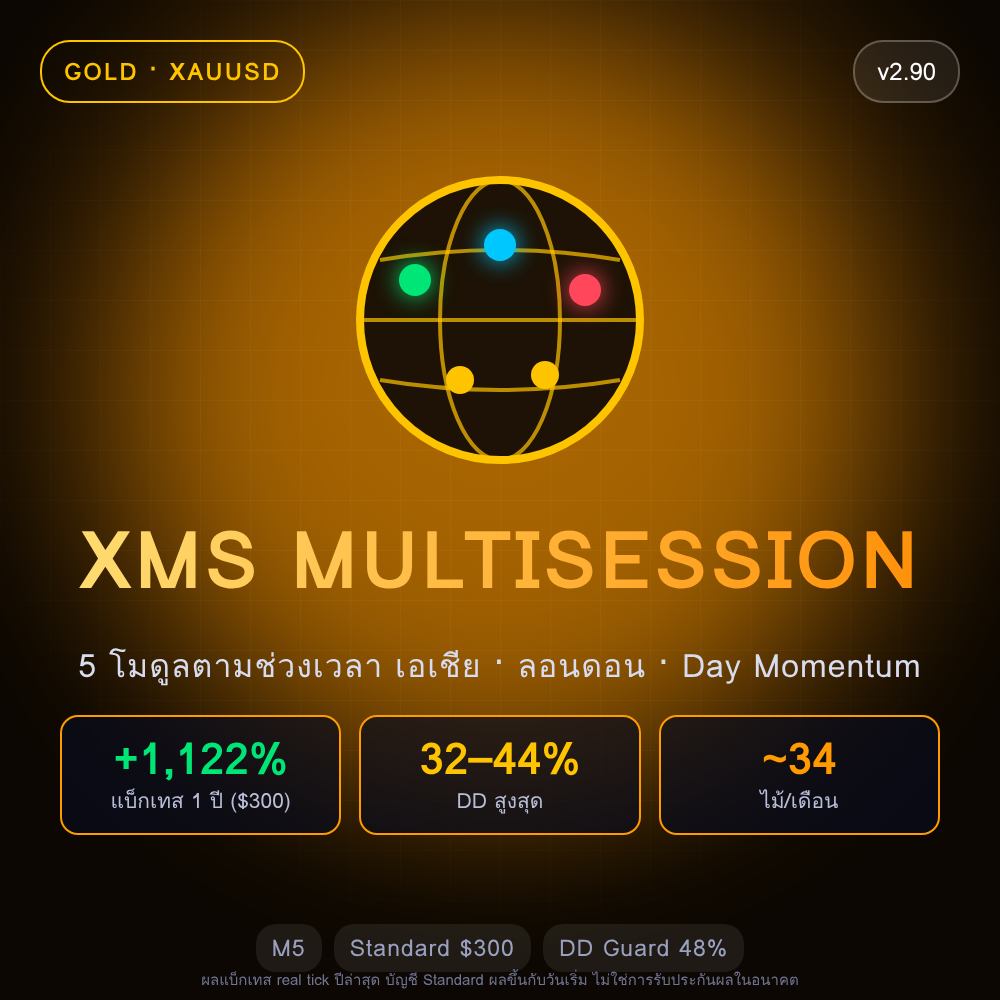 GOLD · XAUUSD
v2.90
XMS MULTISESSION
5 โมดูลตามช่วงเวลา เอเชีย · ลอนดอน · Day Momentum
+1,122%
แบ็กเทส 1 ปี ($300)
32–44%
DD สูงสุด
~34
ไม้/เดือน
M5
Standard $300
DD Guard 48%
ผลแบ็กเทส real tick ปีล่าสุด บัญชี Standard ผลขึ้นกับวันเริ่ม ไม่ใช่การรับประกันผลในอนาคต